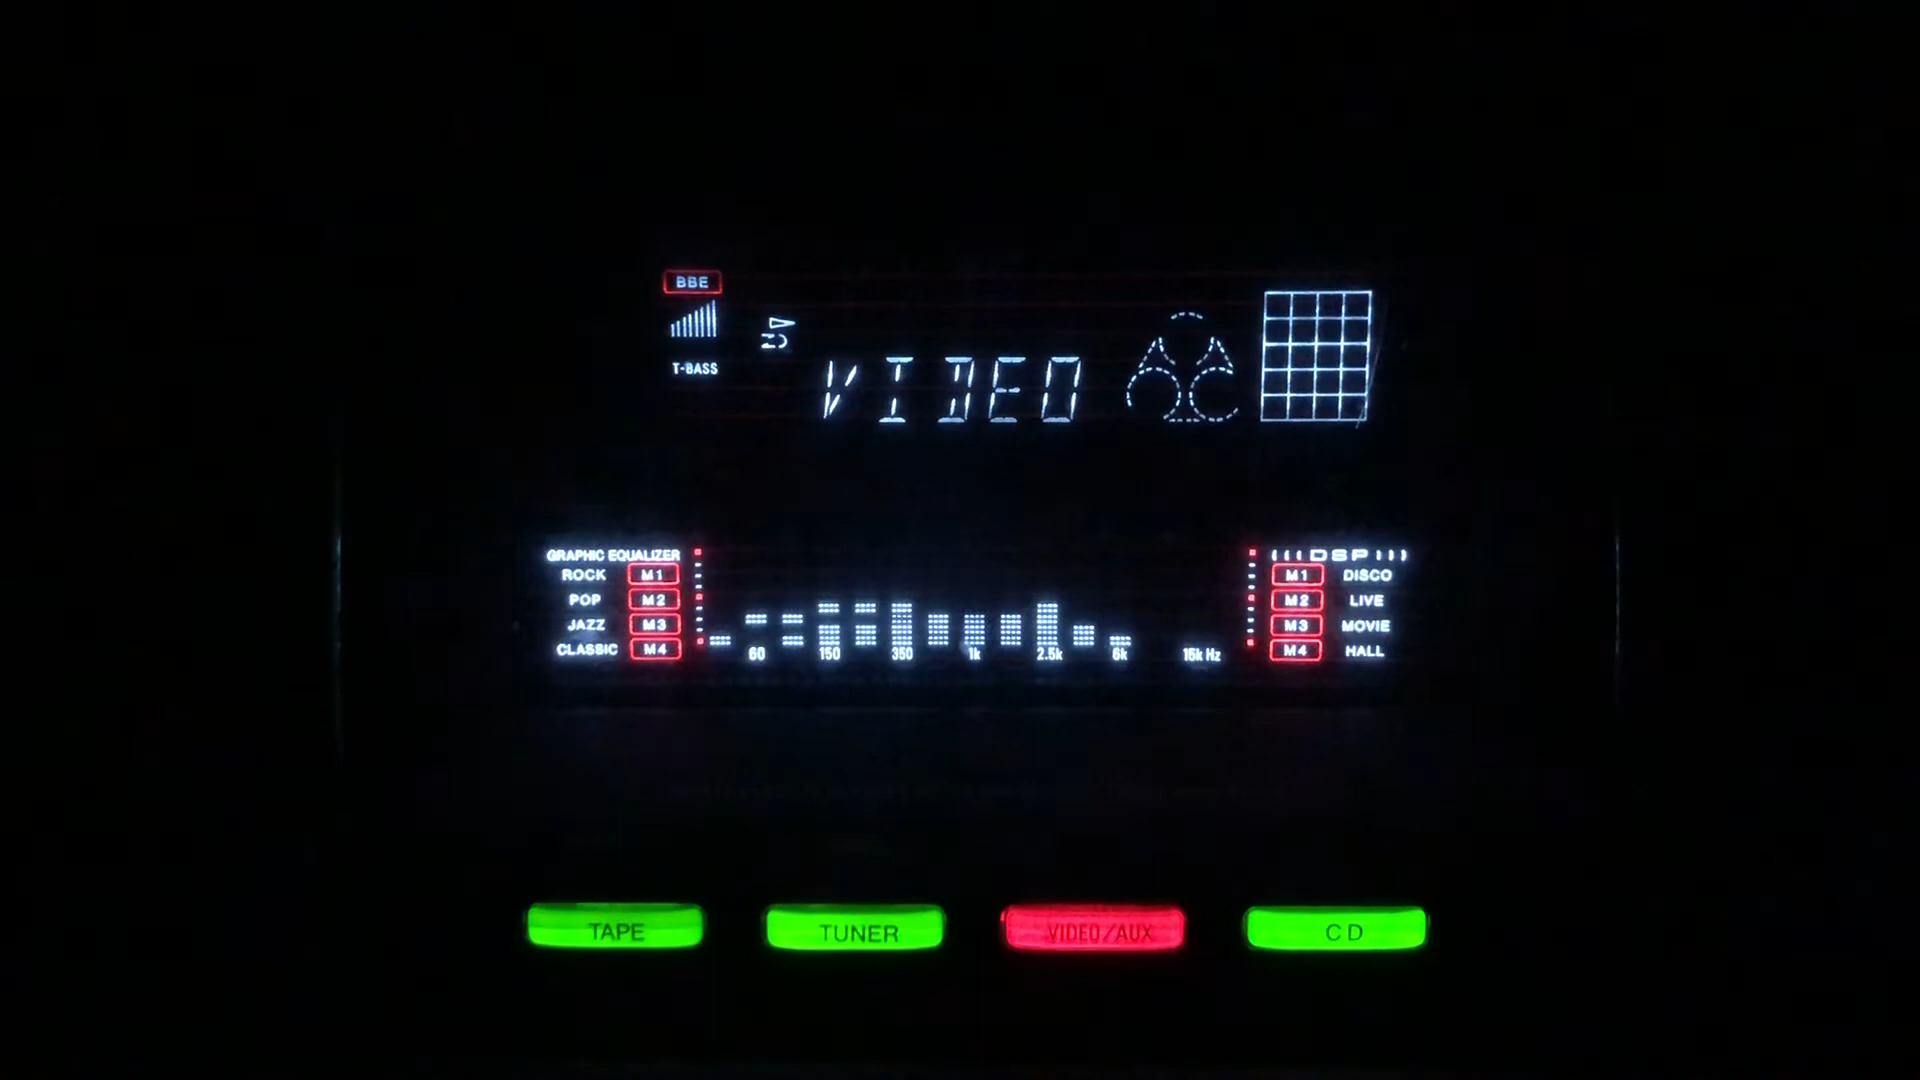 BBE
T-BASS
VIDEO
GRAPHIC EQUALIZER
ROCK M1
POP M2
JAZZ M3
CLASSIC M4
60 150 350 1k 2.5k 6k 15k Hz
DSP
M1 DISCO
M2 LIVE
M3 MOVIE
M4 HALL
TAPE TUNER VIDEO/AUX CD